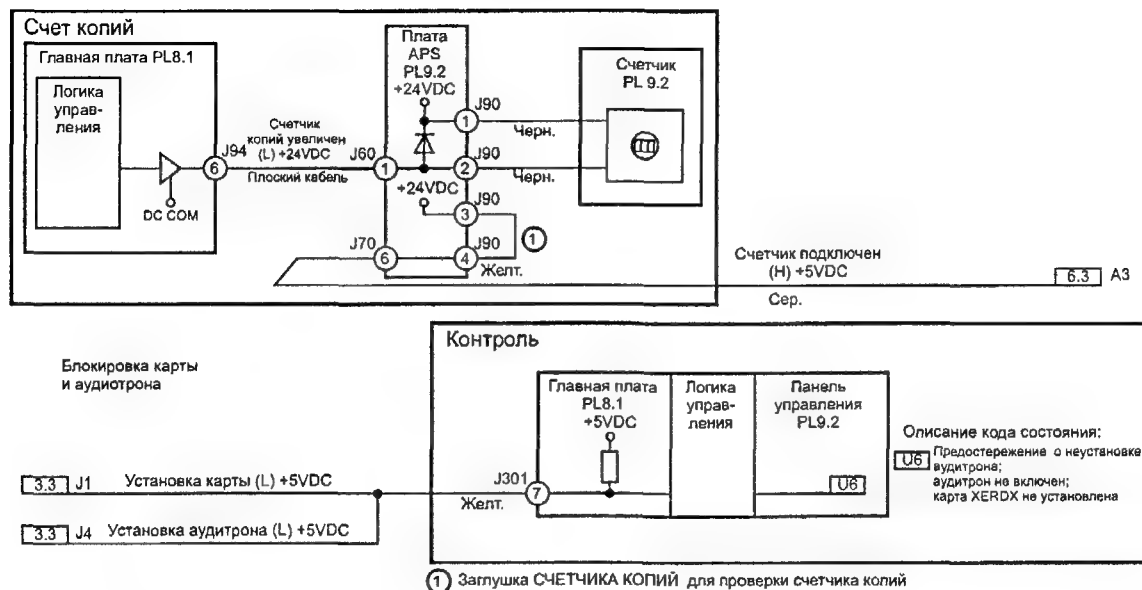 Счет копий
Главная плата PL8.1
Логика
управ-
ления
DC COM
J94
6
Счетчик
копий увеличен
(L) +24VDC
Плоский кабель
J60
1
Плата
APS
PL9.2
+24VDC
J90
1
Черн.
J90
2
Черн.
+24VDC
J90
3
J70
6
J90
4
Желт.
1
Счетчик
PL 9.2
Счетчик подключен
(H) +5VDC
Сер.
6.3 A3
Блокировка карты
и аудиотрона
3.3 J1 Установка карты (L) +5VDC
3.3 J4 Установка аудитрона (L) +5VDC
Контроль
Главная плата
PL8.1
+5VDC
Логика
управ-
ления
Панель
управления
PL9.2
J301
7
Желт.
U6
Описание кода состояния:
U6 Предостережение о неустановке
аудитрона;
аудитрон не включен;
карта XERDX не установлена
1 Заглушка СЧЕТЧИКА КОПИЙ для проверки счетчика копий